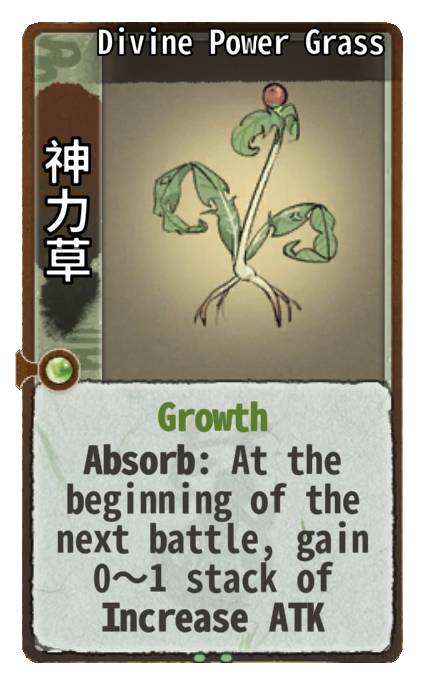 Divine Power Grass
神力草
Growth
Absorb: At the
beginning of the
next battle, gain
0～1 stack of
Increase ATK